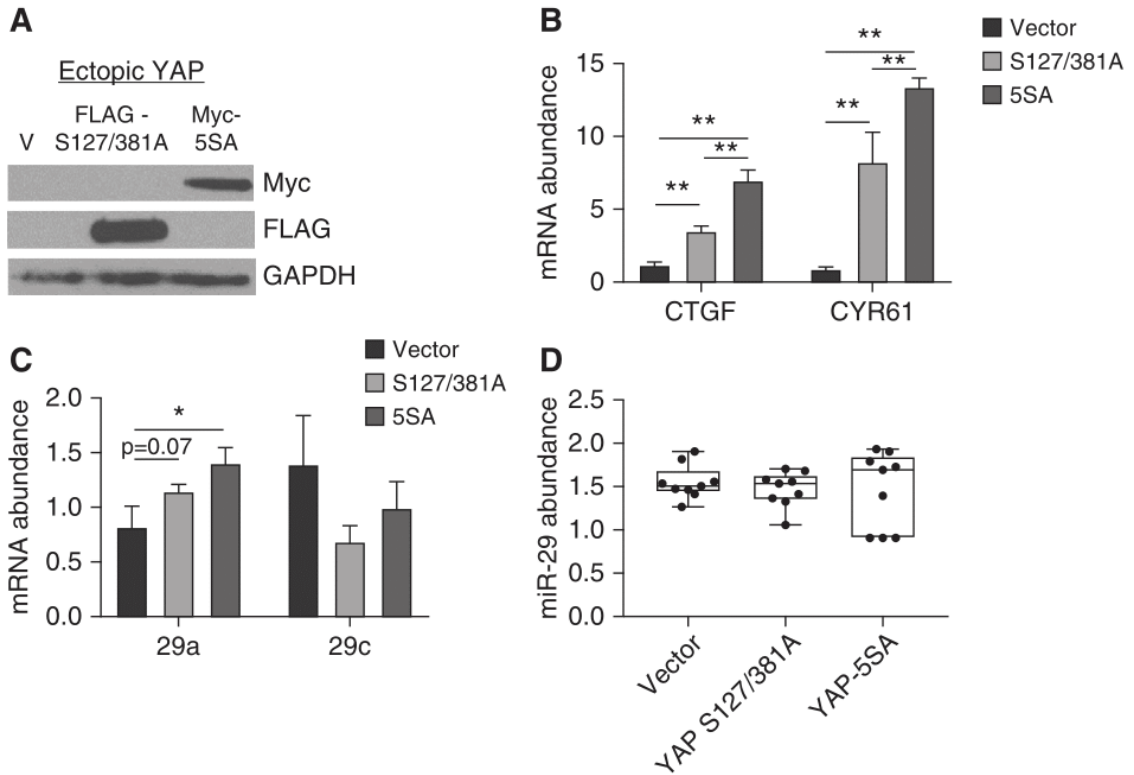 A
Ectopic YAP
FLAG - Myc-
V S127/381A 5SA
Myc
FLAG
GAPDH
B
Vector
S127/381A
5SA
mRNA abundance
15
10
5
0
** ** **
** ** **
CTGF CYR61
C
Vector
S127/381A
5SA
mRNA abundance
2.0
1.5
1.0
0.5
0.0
*
p=0.07
29a 29c
D
miR-29 abundance
2.5
2.0
1.5
1.0
0.5
0.0
Vector
YAP S127/381A
YAP-5SA